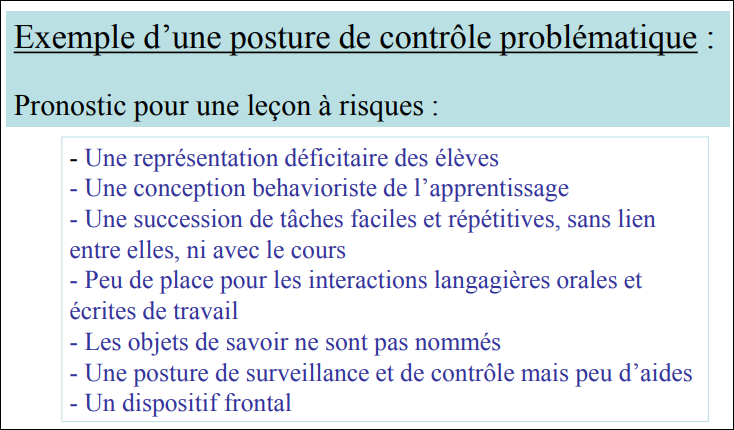 Exemple d’une posture de contrôle problématique :
Pronostic pour une leçon à risques :
- Une représentation déficitaire des élèves
- Une conception behavioriste de l’apprentissage
- Une succession de tâches faciles et répétitives, sans lien
entre elles, ni avec le cours
- Peu de place pour les interactions langagières orales et
écrites de travail
- Les objets de savoir ne sont pas nommés
- Une posture de surveillance et de contrôle mais peu d’aides
- Un dispositif frontal